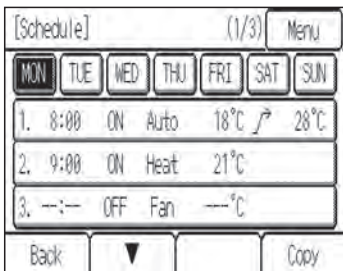 [Schedule] (1/3) Menu
MON TUE WED THU FRI SAT SUN
1. 8:00 ON Auto 18°C 28°C
2. 9:00 ON Heat 21°C
3. --:-- OFF Fan ---°C
Back ▼ Copy